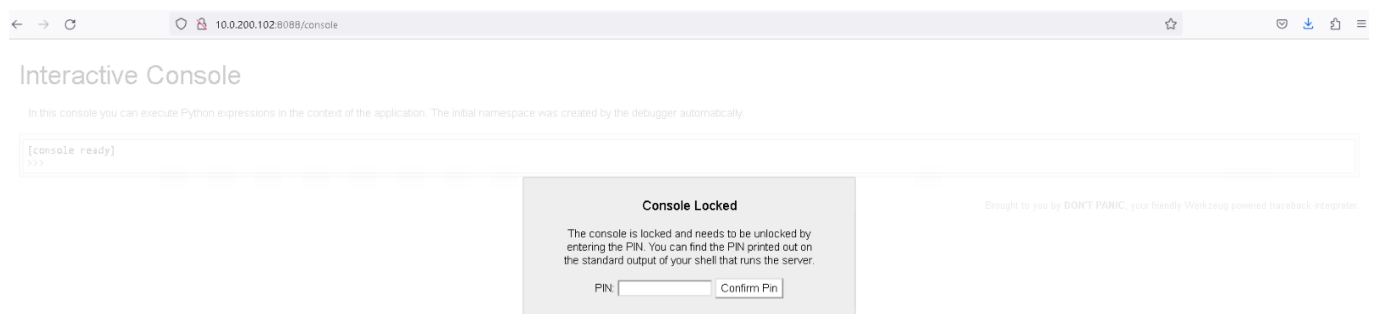 10.0.200.102:8088/console
Interactive Console
In this console you can execute Python expressions in the context of the application. The initial namespace was created by the debugger automatically.
[console ready]
>>>
Console Locked
The console is locked and needs to be unlocked by
entering the PIN. You can find the PIN printed out on
the standard output of your shell that runs the server.
PIN: Confirm Pin
Brought to you by DON'T PANIC, your friendly Werkzeug powered traceback interpreter.